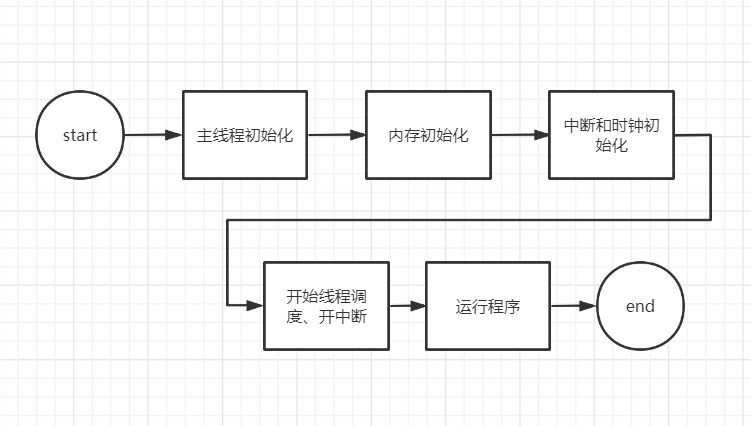 start
主线程初始化
内存初始化
中断和时钟初
始化
开始线程调
度、开中断
运行程序
end